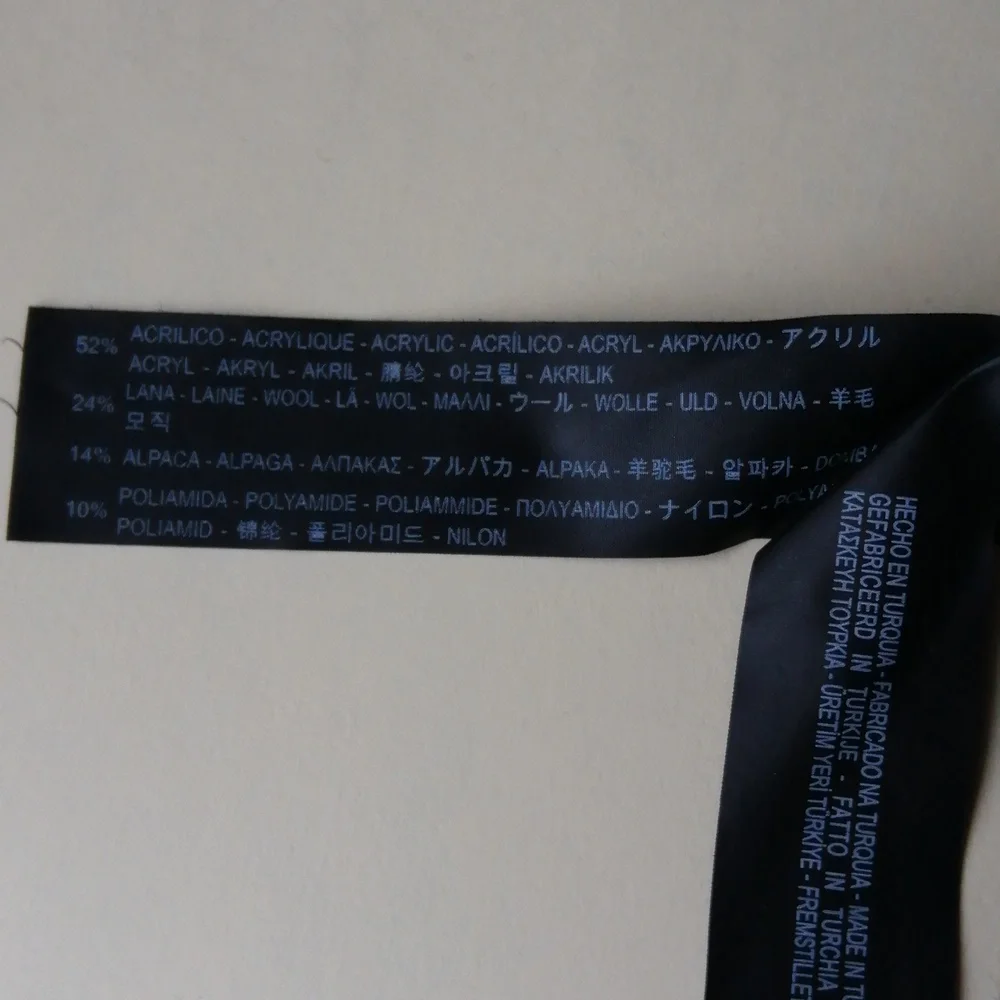 52% ACRILICO - ACRYLIQUE - ACRYLIC - ACRÍLICO - ACRYL - ΑΚΡΥΛΙΚΟ - アクリル
ACRYL - AKRYL - AKRIL - 腈纶 - 아크릴 - AKRILIK
24% LANA - LAINE - WOOL - LÃ - WOL - ΜΑΛΛΙ - ウール - WOLLE - ULD - VOLNA - 羊毛
모직
14% ALPACA - ALPAGA - ΑΛΠΑΚΑΣ - アルパカ - ALPAKA - 羊驼毛 - 알파카 -
10% POLIAMIDA - POLYAMIDE - POLIAMMIDE - ΠΟΛΥΑΜΙΔΙΟ - ナイロン -
POLIAMID - 锦纶 - 폴리아미드 - NILON
HECHO EN TURQUIA - FABRICADO NA TURQUIA - MADE IN
GEFABRICEERD IN TURKIJE - FATTO IN TURCHIA
ΚΑΤΑΣΚΕΥΗ ΤΟΥΡΚΙΑ - ÜRETİM YERİ TÜRKİYE -